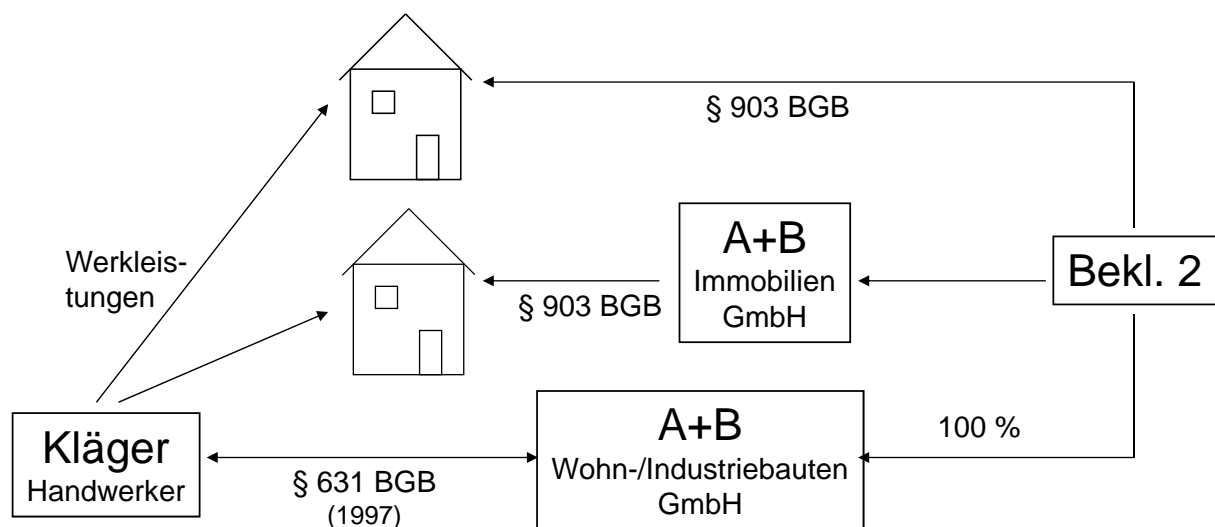 § 903 BGB
Werkleis-
tungen
A+B
Immobilien
GmbH
Bekl. 2
§ 903 BGB
Kläger
Handwerker
§ 631 BGB
(1997)
A+B
Wohn-/Industriebauten
GmbH
100 %